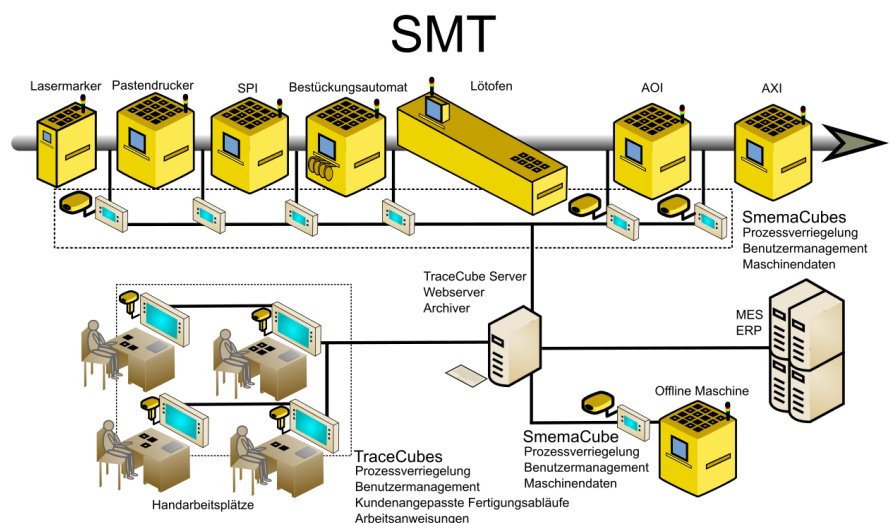 SMT
Lasermarker
Pastendrucker
SPI
Bestückungsautomat
Lötofen
AOI
AXI
SmemaCubes
Prozessverriegelung
Benutzermanagement
Maschinendaten
TraceCube Server
Webserver
Archiver
MES
ERP
Offline Maschine
SmemaCube
Prozessverriegelung
Benutzermanagement
Maschinendaten
TraceCubes
Prozessverriegelung
Benutzermanagement
Kundenangepasste Fertigungsabläufe
Arbeitsanweisungen
Handarbeitsplätze